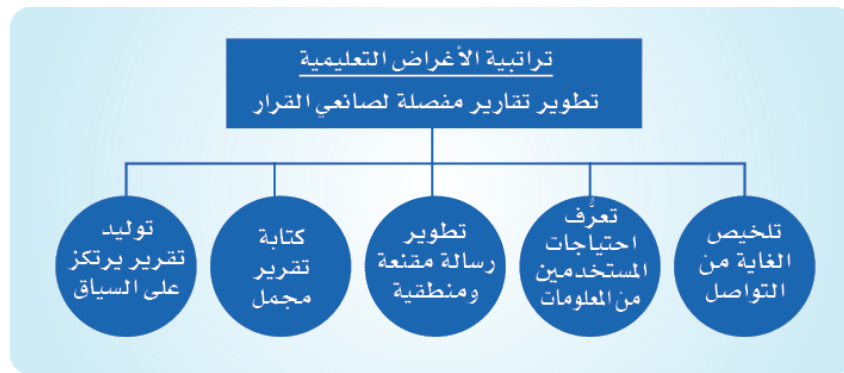 تراتبية الأغراض التعليمية
تطوير تقارير مفصلة لصانعي القرار
تلخيص
الغاية من
التواصل
تعرُّف
احتياجات
المستخدمين
من المعلومات
تطوير
رسالة مقنعة
ومنطقية
كتابة
تقرير
مجمل
توليد
تقرير يرتكز
على السياق